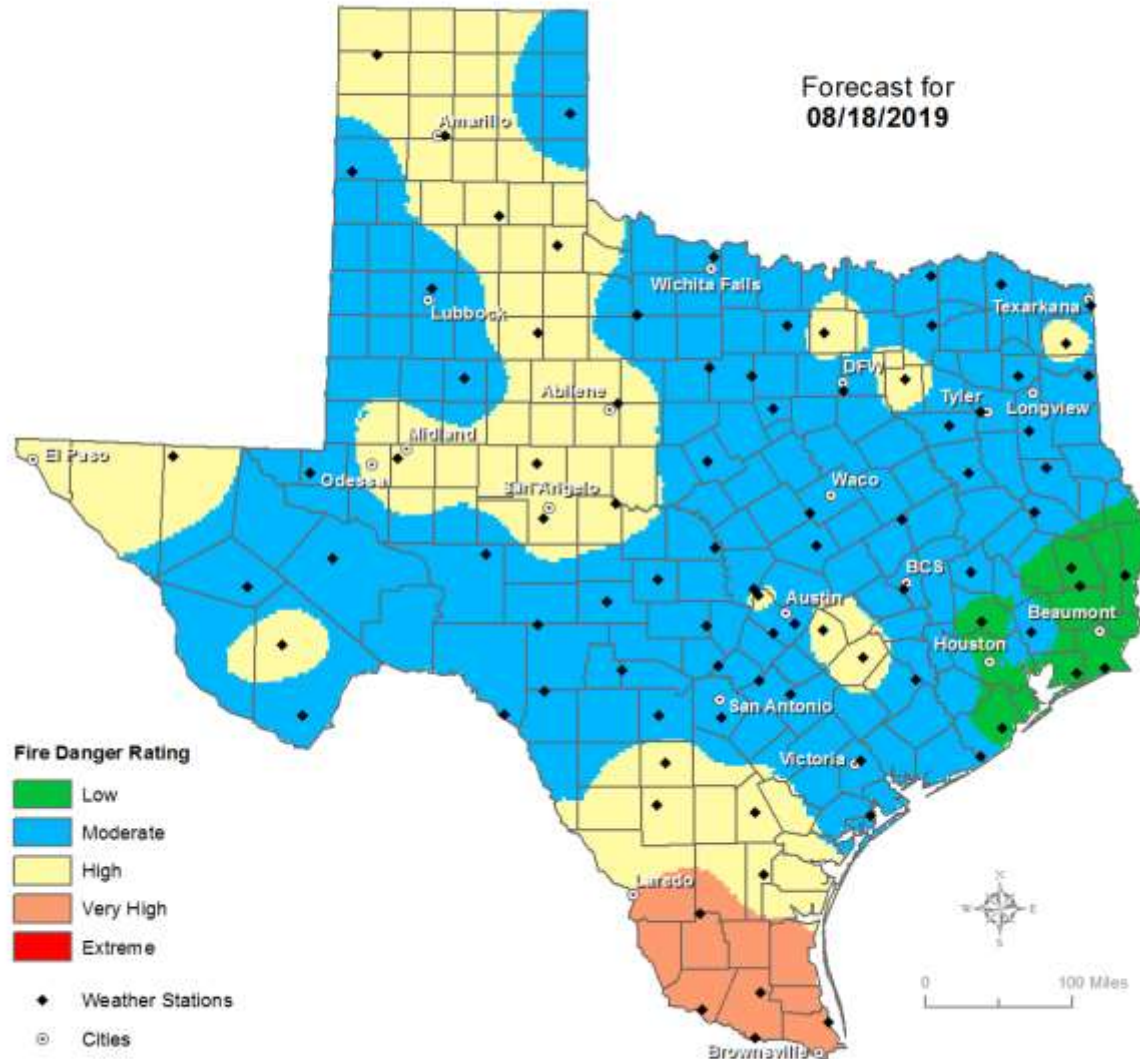 Forecast for
08/18/2019
Amarillo
Wichita Falls
Texarkana
Lubbock
DFW
Abilene
Tyler
Longview
Midland
El Paso
Odessa
San Angelo
Waco
BCS
Austin
Beaumont
Houston
San Antonio
Victoria
Laredo
Brownsville
Fire Danger Rating
Low
Moderate
High
Very High
Extreme
Weather Stations
Cities
N
W
E
S
0
100 Miles